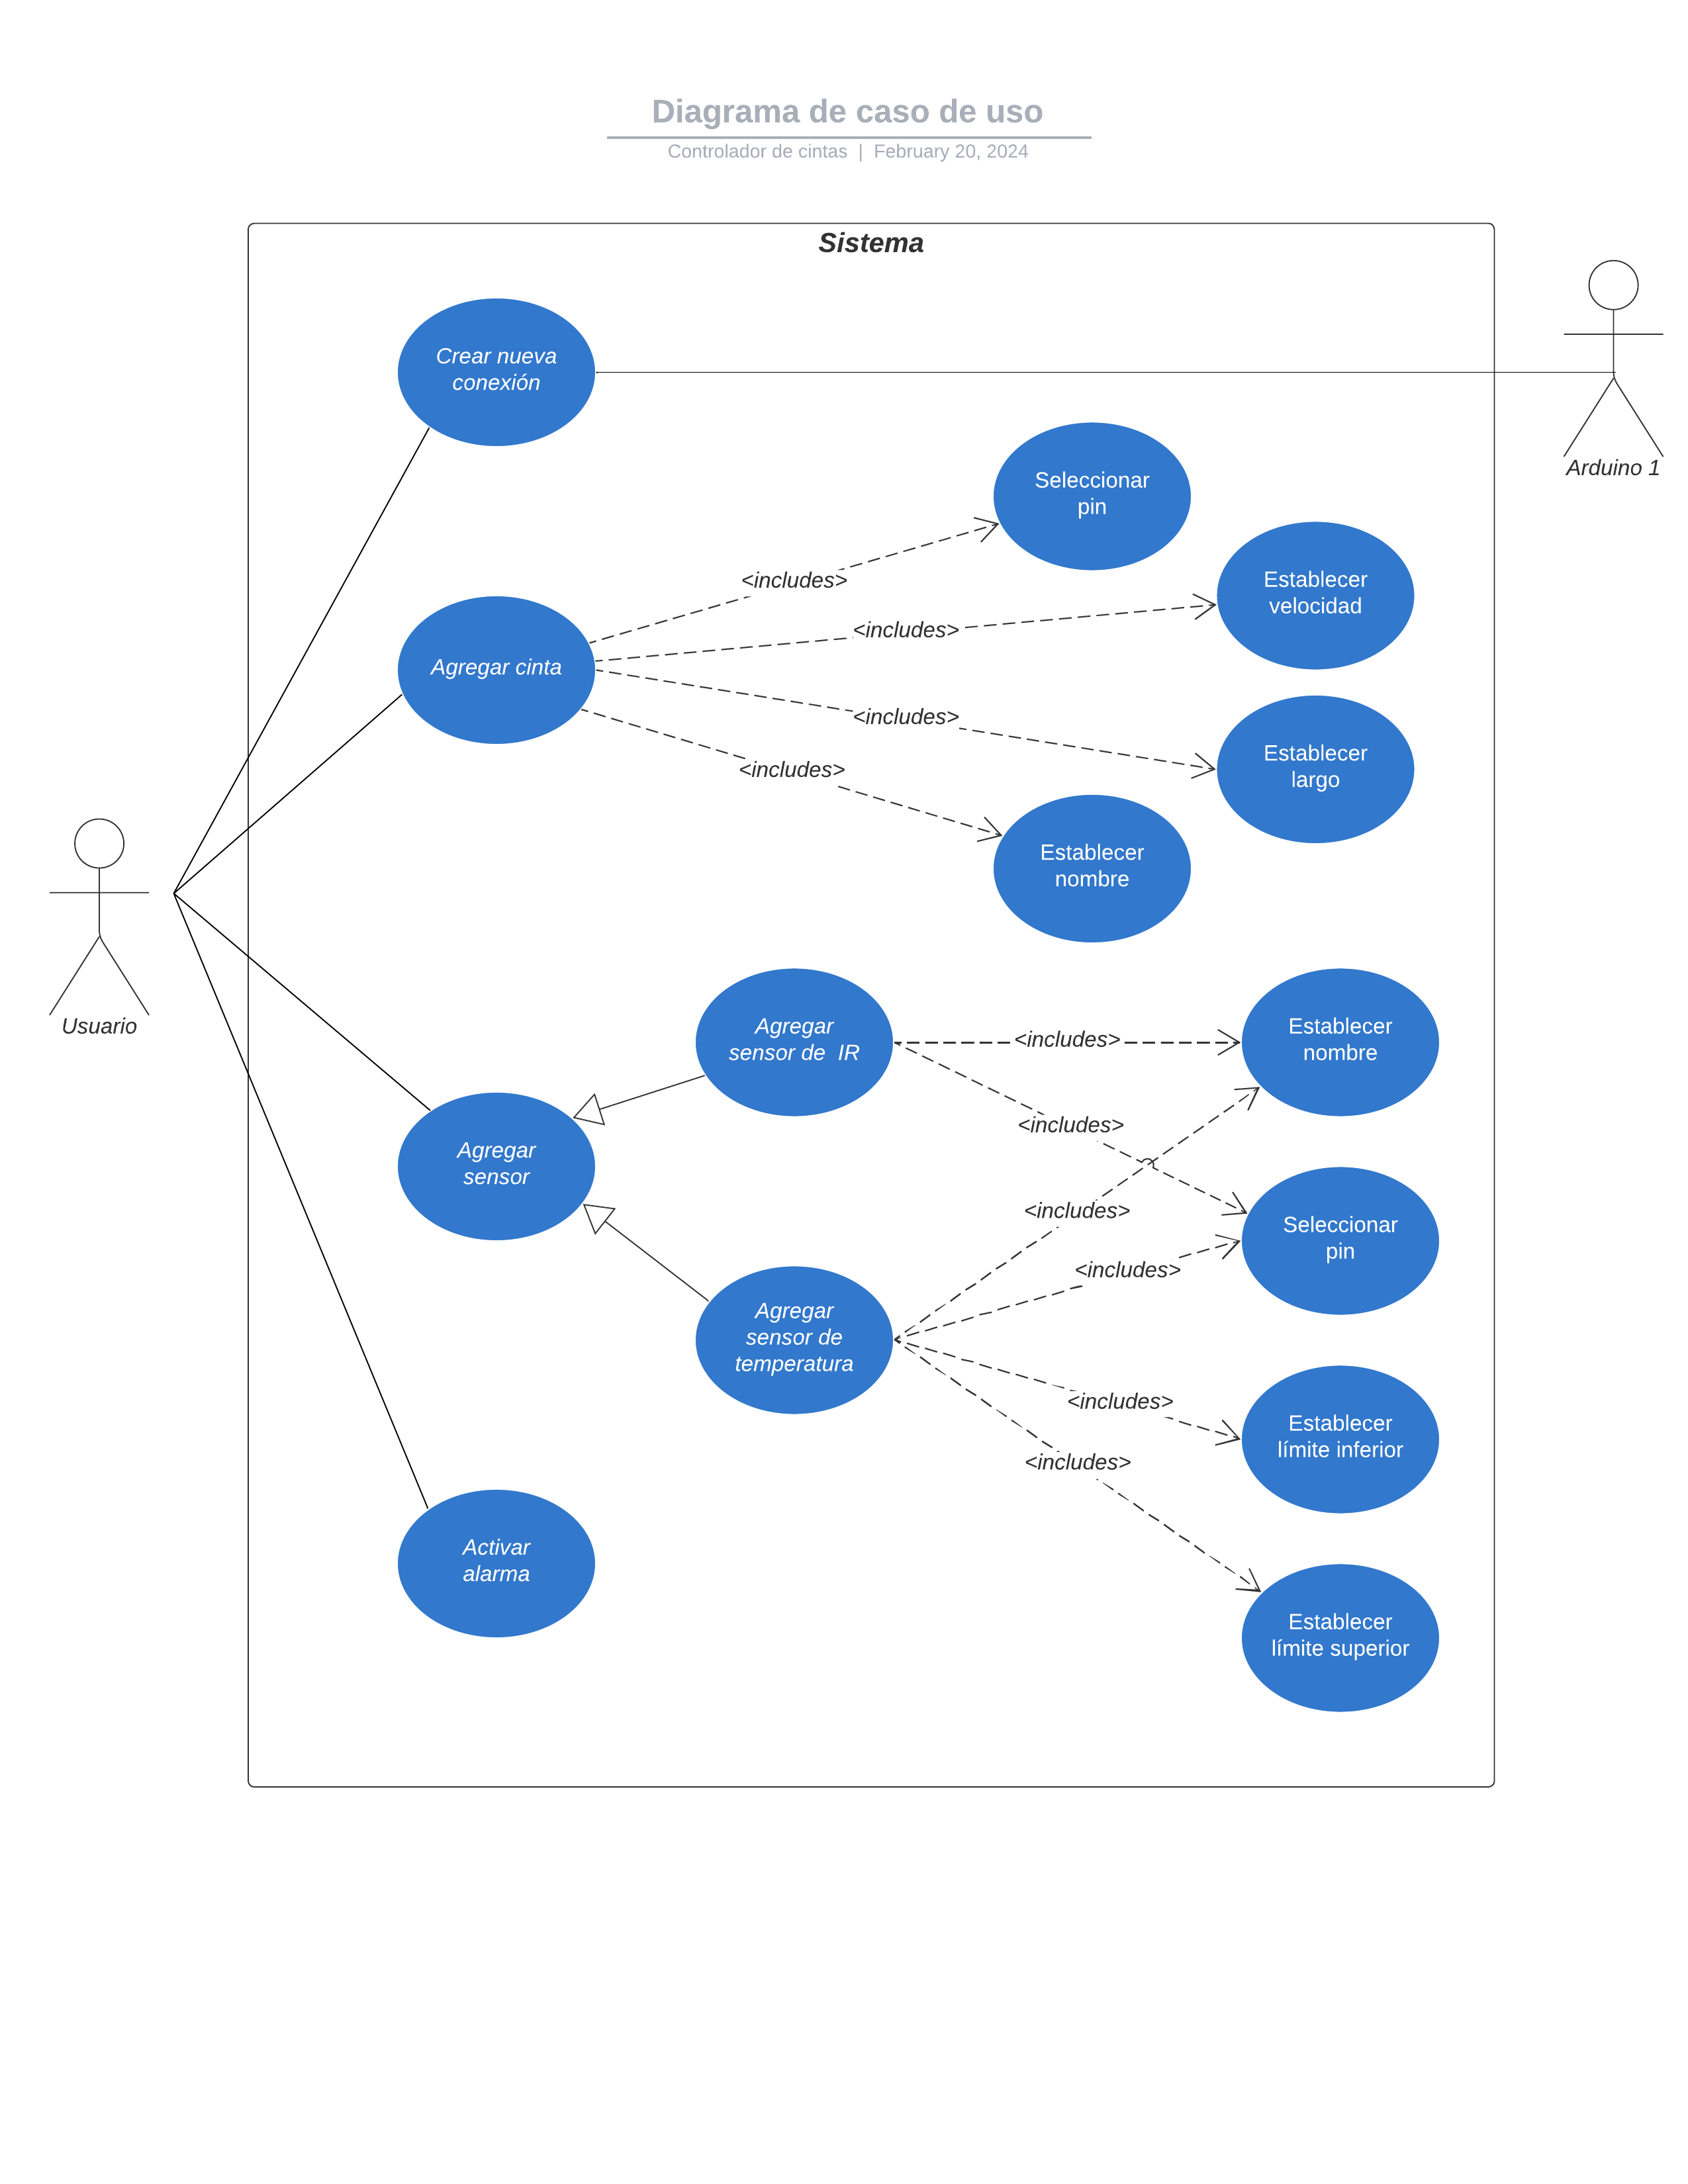 Diagrama de caso de uso
Controlador de cintas | February 20, 2024
Sistema
Crear nueva
conexión
Arduino 1
Seleccionar
pin
Establecer
velocidad
<includes>
<includes>
Agregar cinta
<includes>
<includes>
Establecer
largo
Establecer
nombre
Usuario
Agregar
sensor de IR
<includes>
Establecer
nombre
<includes>
Agregar
sensor
<includes>
Seleccionar
pin
<includes>
Agregar
sensor de
temperatura
<includes>
<includes>
Establecer
límite inferior
Activar
alarma
Establecer
límite superior